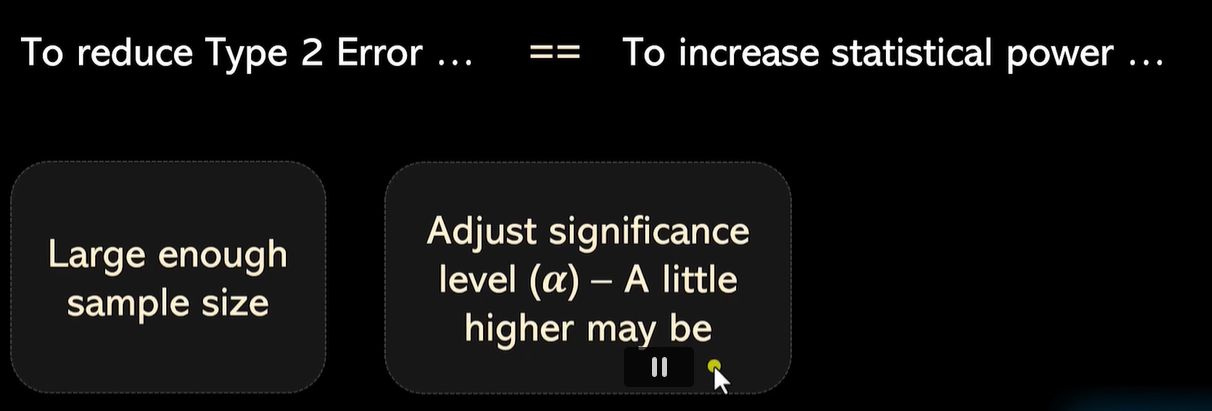 To reduce Type 2 Error ... == To increase statistical power ...
Large enough
sample size
Adjust significance
level (α) – A little
higher may be